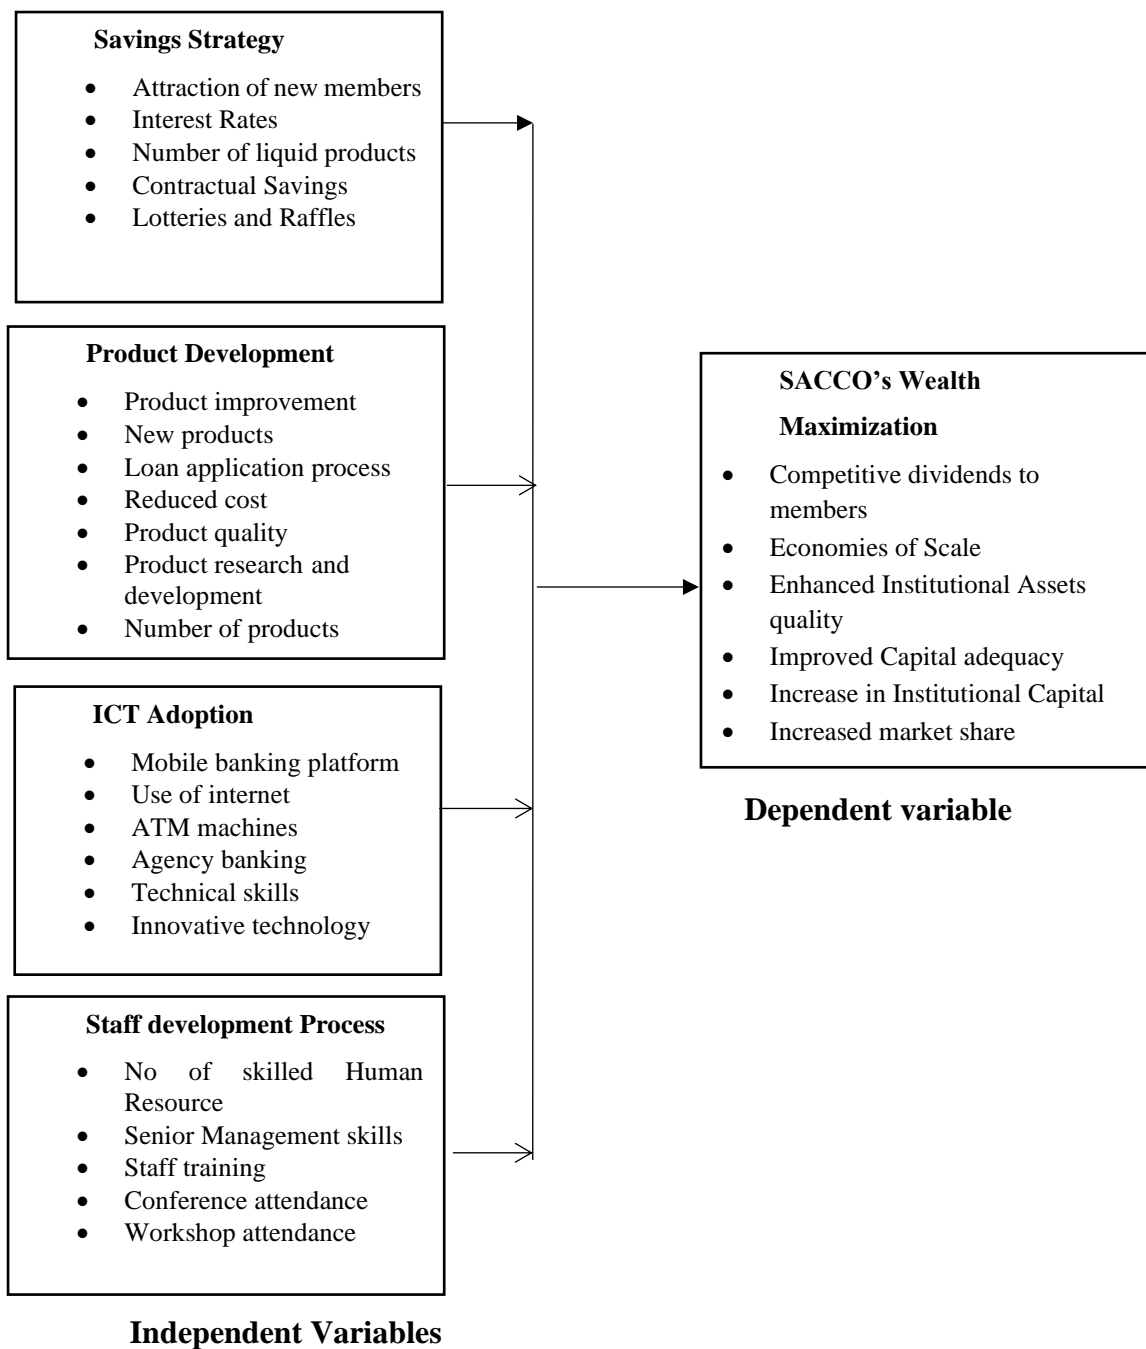 Savings Strategy
• Attraction of new members
• Interest Rates
• Number of liquid products
• Contractual Savings
• Lotteries and Raffles
Product Development
• Product improvement
• New products
• Loan application process
• Reduced cost
• Product quality
• Product research and
development
• Number of products
ICT Adoption
• Mobile banking platform
• Use of internet
• ATM machines
• Agency banking
• Technical skills
• Innovative technology
Staff development Process
• No of skilled Human
Resource
• Senior Management skills
• Staff training
• Conference attendance
• Workshop attendance
Independent Variables
SACCO’s Wealth
Maximization
• Competitive dividends to
members
• Economies of Scale
• Enhanced Institutional Assets
quality
• Improved Capital adequacy
• Increase in Institutional Capital
• Increased market share
Dependent variable